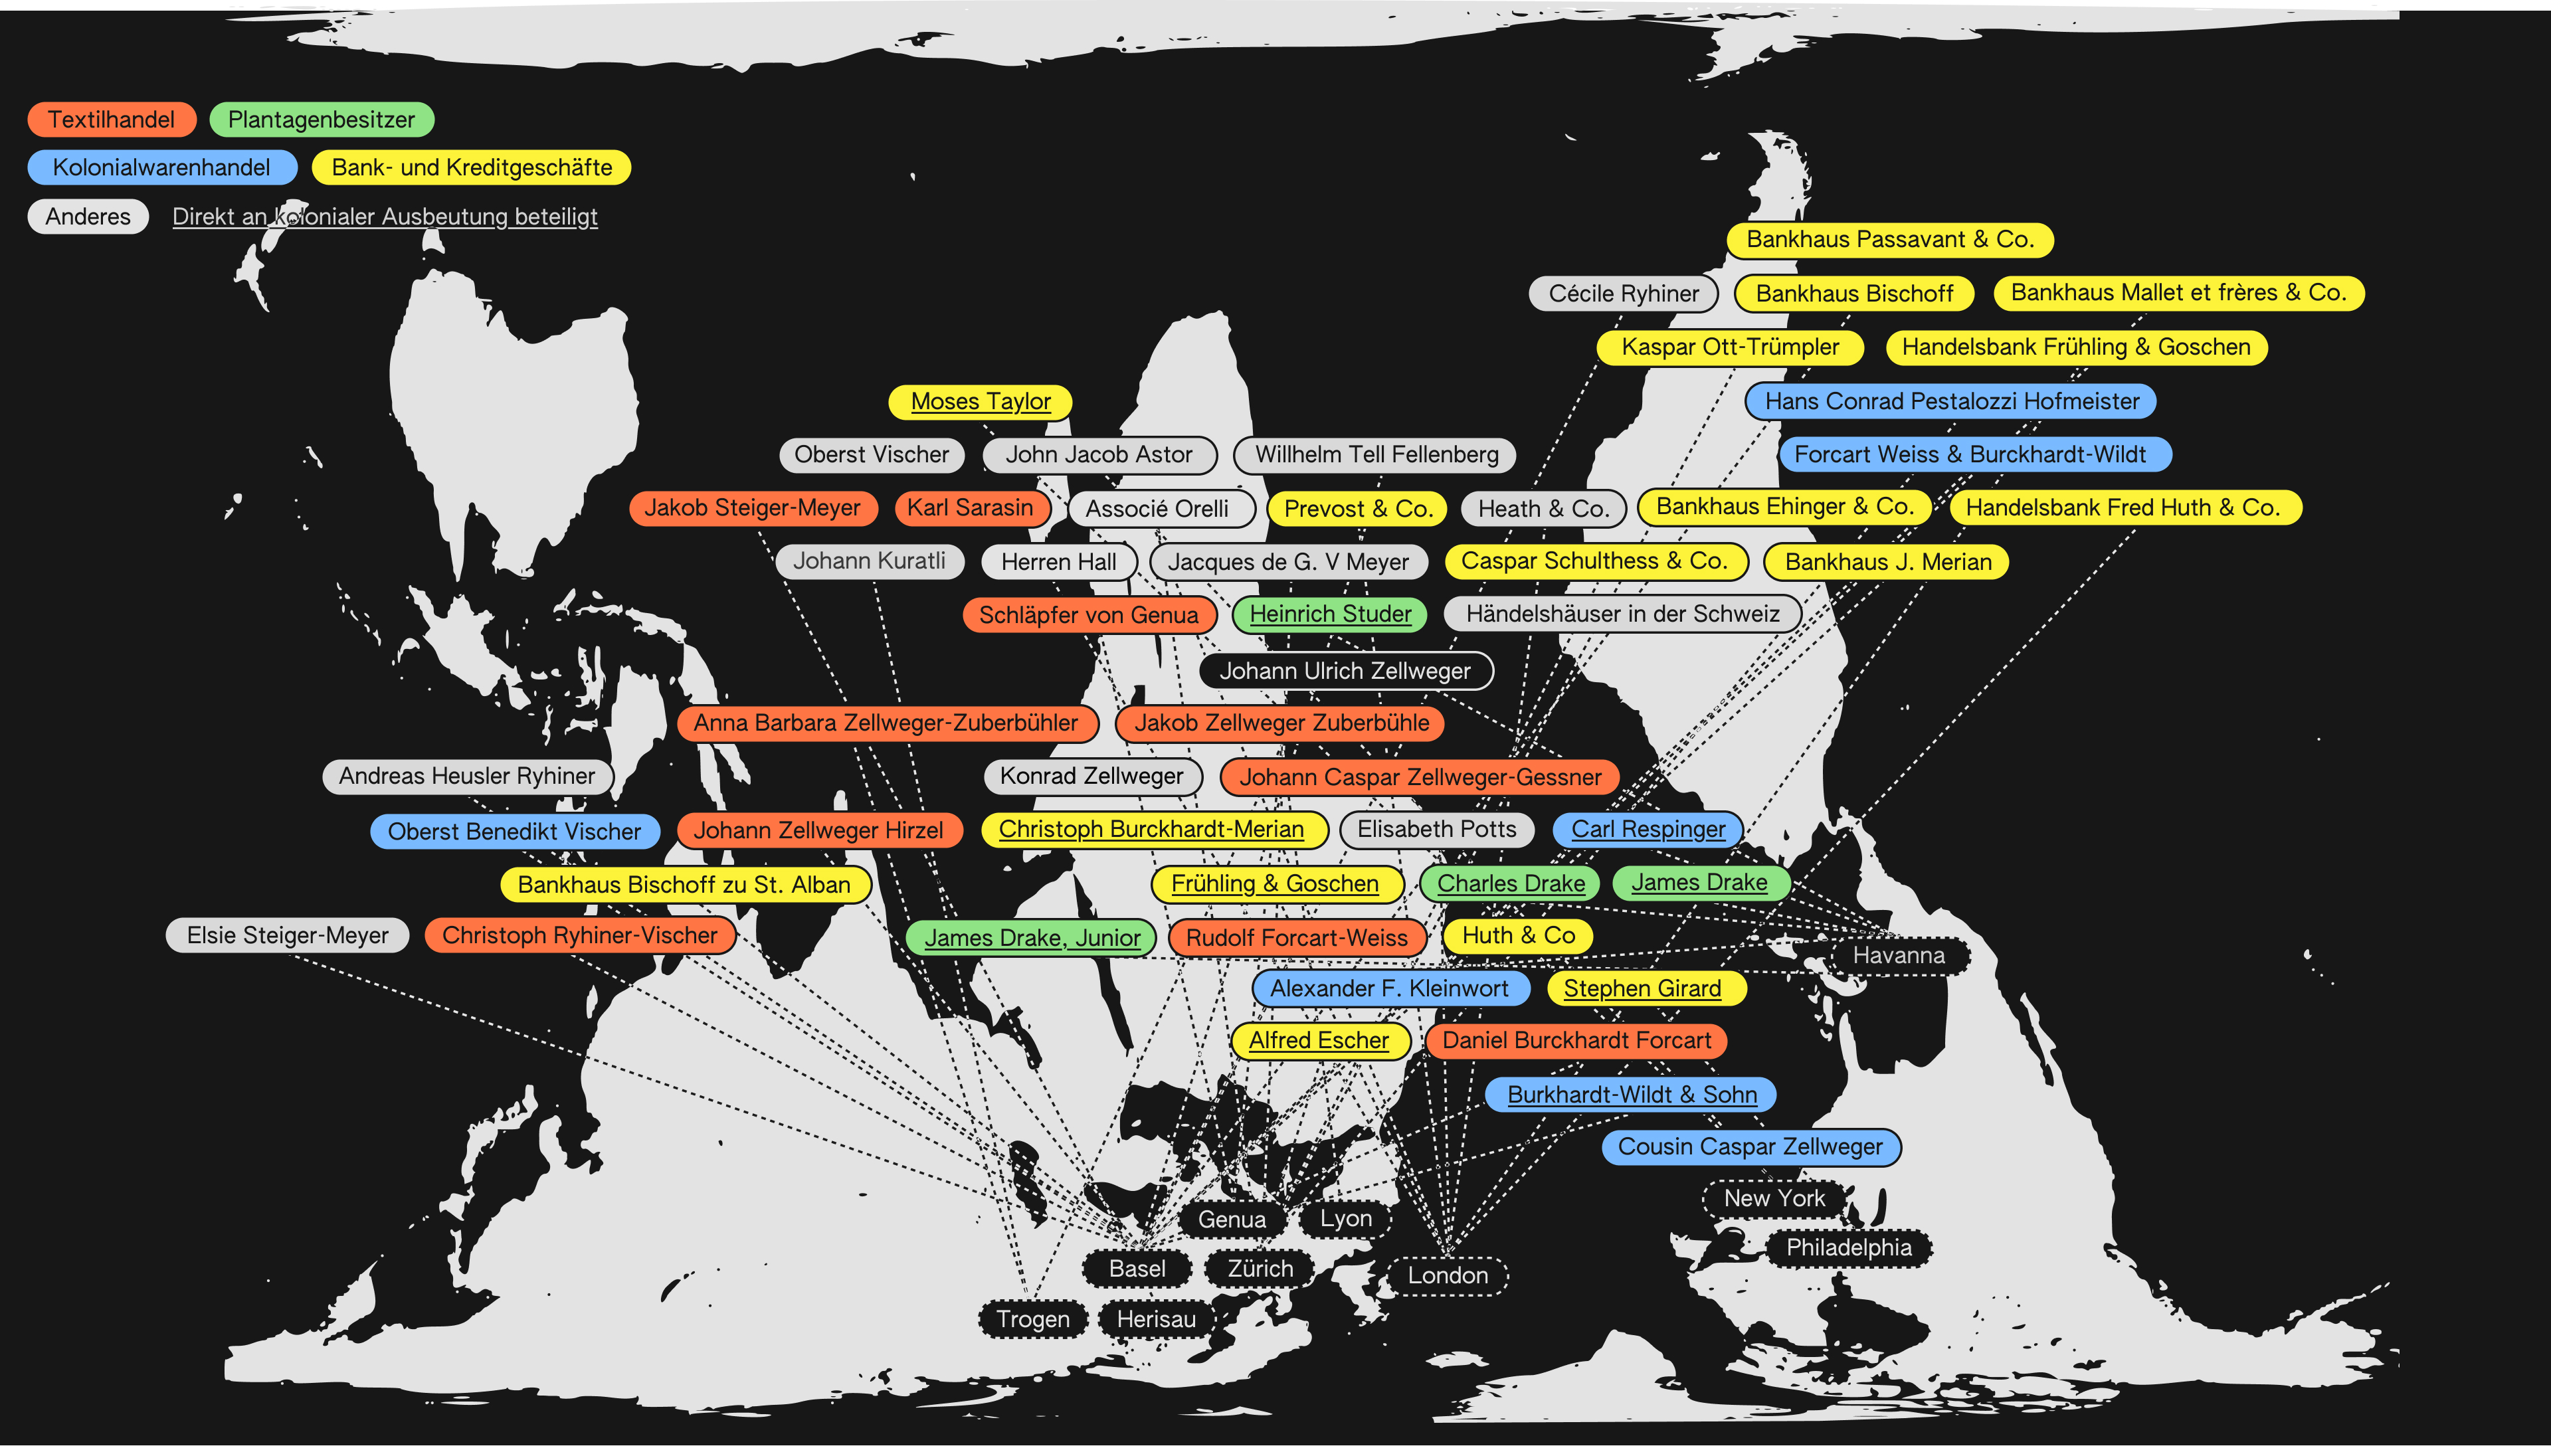 Textilhandel
Plantagenbesitzer
Kolonialwarenhandel
Bank- und Kreditgeschäfte
Anderes
Direkt an kolonialer Ausbeutung beteiligt
Bankhaus Passavant & Co.
Cécile Ryhiner
Bankhaus Bischoff
Bankhaus Mallet et frères & Co.
Kaspar Ott-Trümpler
Handelsbank Frühling & Goschen
Moses Taylor
Hans Conrad Pestalozzi Hofmeister
Oberst Vischer
John Jacob Astor
Willhelm Tell Fellenberg
Forcart Weiss & Burckhardt-Wildt
Jakob Steiger-Meyer
Karl Sarasin
Associé Orelli
Prevost & Co.
Heath & Co.
Bankhaus Ehinger & Co.
Handelsbank Fred Huth & Co.
Johann Kuratli
Herren Hall
Jacques de G. V Meyer
Caspar Schulthess & Co.
Bankhaus J. Merian
Schläpfer von Genua
Heinrich Studer
Händelshäuser in der Schweiz
Johann Ulrich Zellweger
Anna Barbara Zellweger-Zuberbühler
Jakob Zellweger Zuberbühle
Andreas Heusler Ryhiner
Konrad Zellweger
Johann Caspar Zellweger-Gessner
Oberst Benedikt Vischer
Johann Zellweger Hirzel
Christoph Burckhardt-Merian
Elisabeth Potts
Carl Respinger
Bankhaus Bischoff zu St. Alban
Frühling & Goschen
Charles Drake
James Drake
Elsie Steiger-Meyer
Christoph Ryhiner-Vischer
James Drake, Junior
Rudolf Forcart-Weiss
Huth & Co
Havanna
Alexander F. Kleinwort
Stephen Girard
Alfred Escher
Daniel Burckhardt Forcart
Burkhardt-Wildt & Sohn
Cousin Caspar Zellweger
New York
Genua
Lyon
Philadelphia
Basel
Zürich
London
Trogen
Herisau